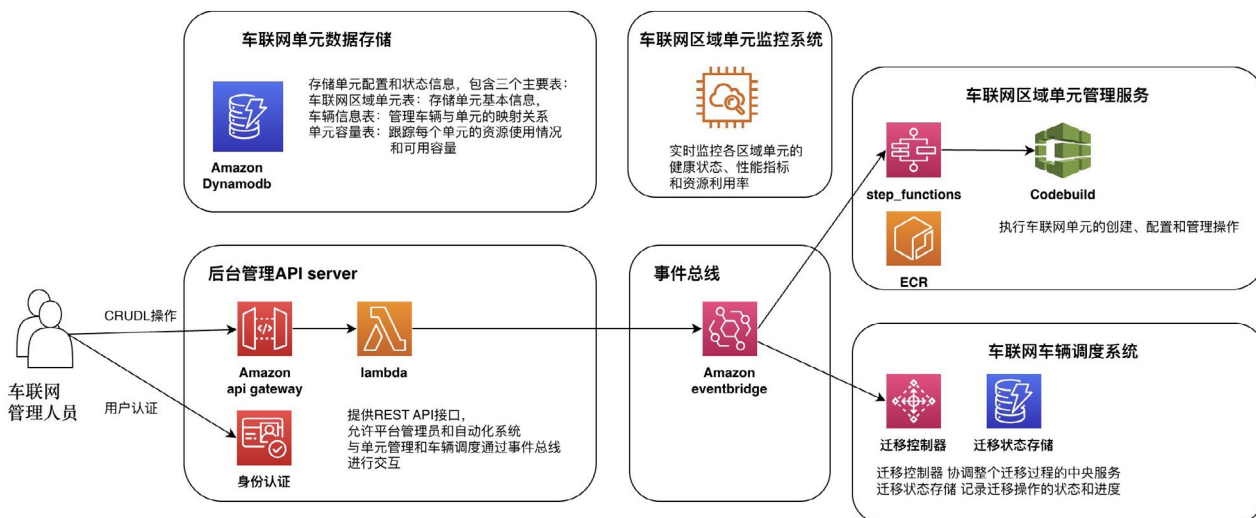 车联网单元数据存储
存储单元配置和状态信息，包含三个主要表：
车联网区域单元表：存储单元基本信息，
车辆信息表：管理车辆与单元的映射关系
单元容量表：跟踪每个单元的资源使用情况
和可用容量
Amazon
Dynamodb
车联网区域单元监控系统
实时监控各区域单元的
健康状态、性能指标
和资源利用率
车联网区域单元管理服务
step_functions
Codebuild
执行车联网单元的创建、配置和管理操作
ECR
车联网
管理人员
CRUDL操作
用户认证
后台管理API server
Amazon
api gateway
lambda
身份认证
提供REST API接口，
允许平台管理员和自动化系统
与单元管理和车辆调度通过事件总线
进行交互
事件总线
Amazon
eventbridge
车联网车辆调度系统
迁移控制器
迁移状态存储
迁移控制器 协调整个迁移过程的中央服务
迁移状态存储 记录迁移操作的状态和进度